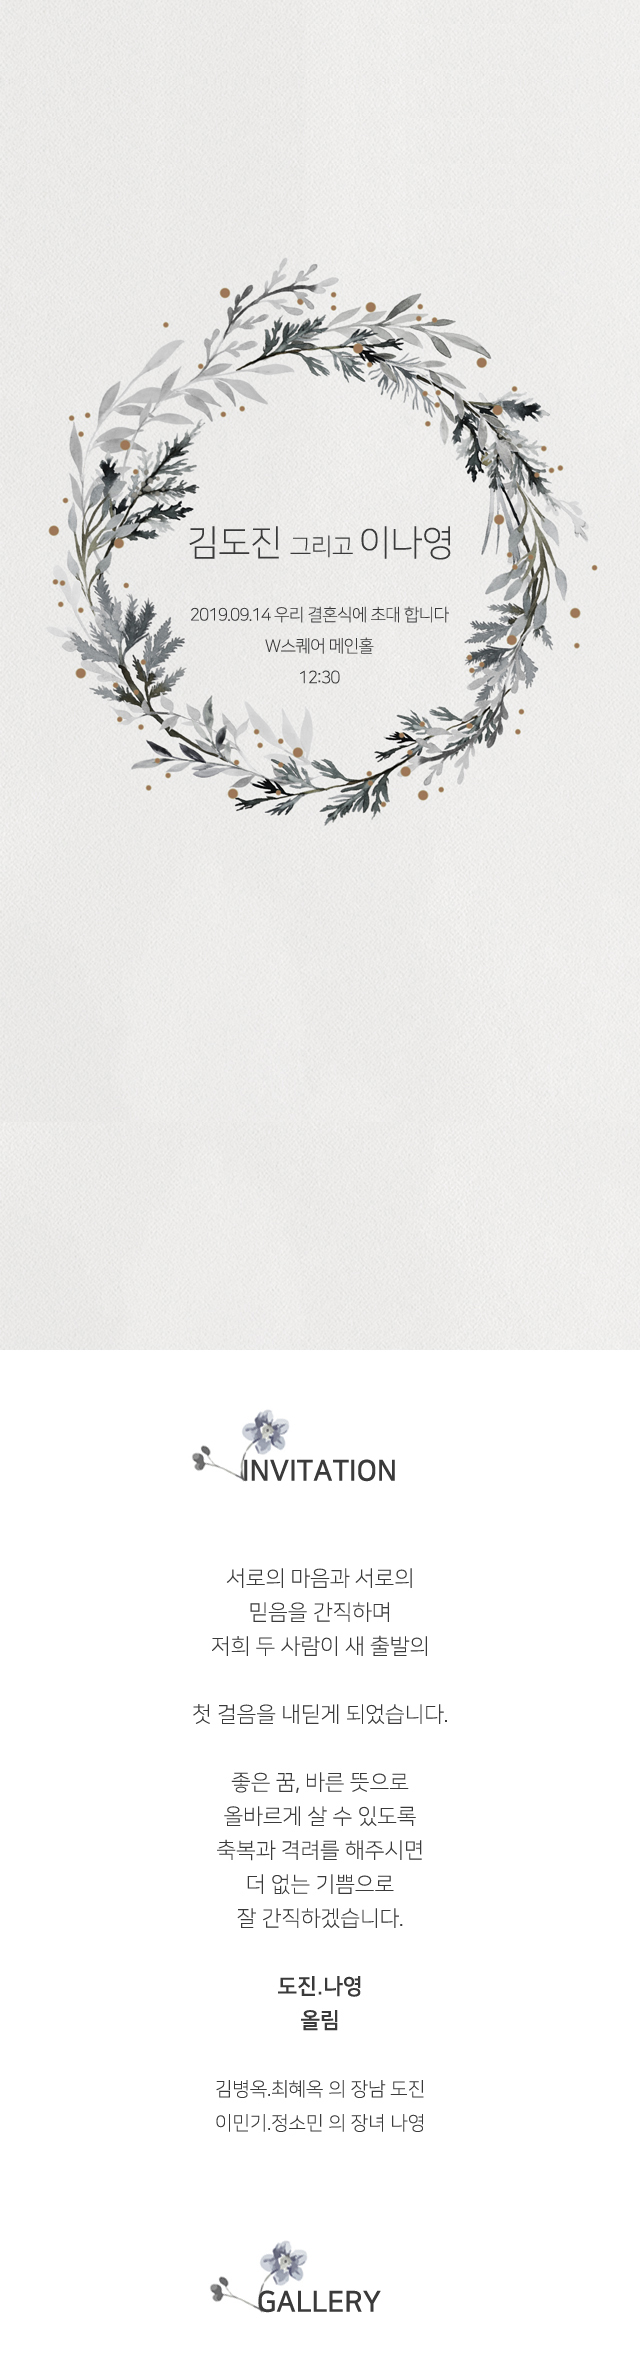 김도진 그리고 이나영
2019.09.14 우리 결혼식에 초대 합니다
W스퀘어 메인홀
12:30
INVITATION
서로의 마음과 서로의
믿음을 간직하며
저희 두 사람이 새 출발의
첫 걸음을 내딛게 되었습니다.
좋은 꿈, 바른 뜻으로
올바르게 살 수 있도록
축복과 격려를 해주시면
더 없는 기쁨으로
잘 간직하겠습니다.
도진.나영
올림
김병옥.최혜옥 의 장남 도진
이민기.정소민 의 장녀 나영
GALLERY